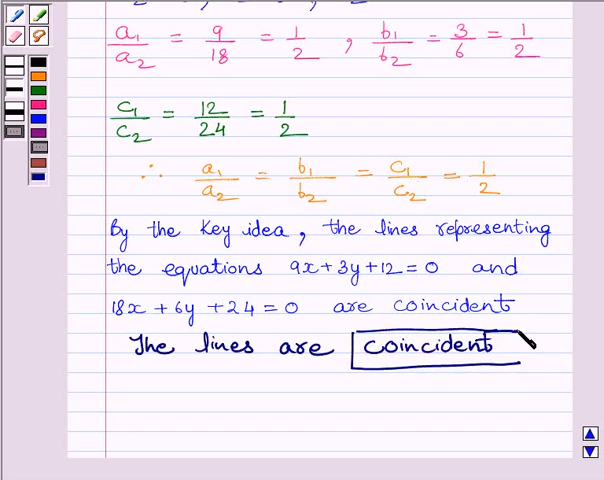 a1/a2 = 9/18 = 1/2 , b1/b2 = 3/6 = 1/2
c1/c2 = 12/24 = 1/2
∴ a1/a2 = b1/b2 = c1/c2 = 1/2
By the key idea, the lines representing
the equations 9x+3y+12=0 and
18x + 6y + 24 = 0 are coincident
The lines are coincident